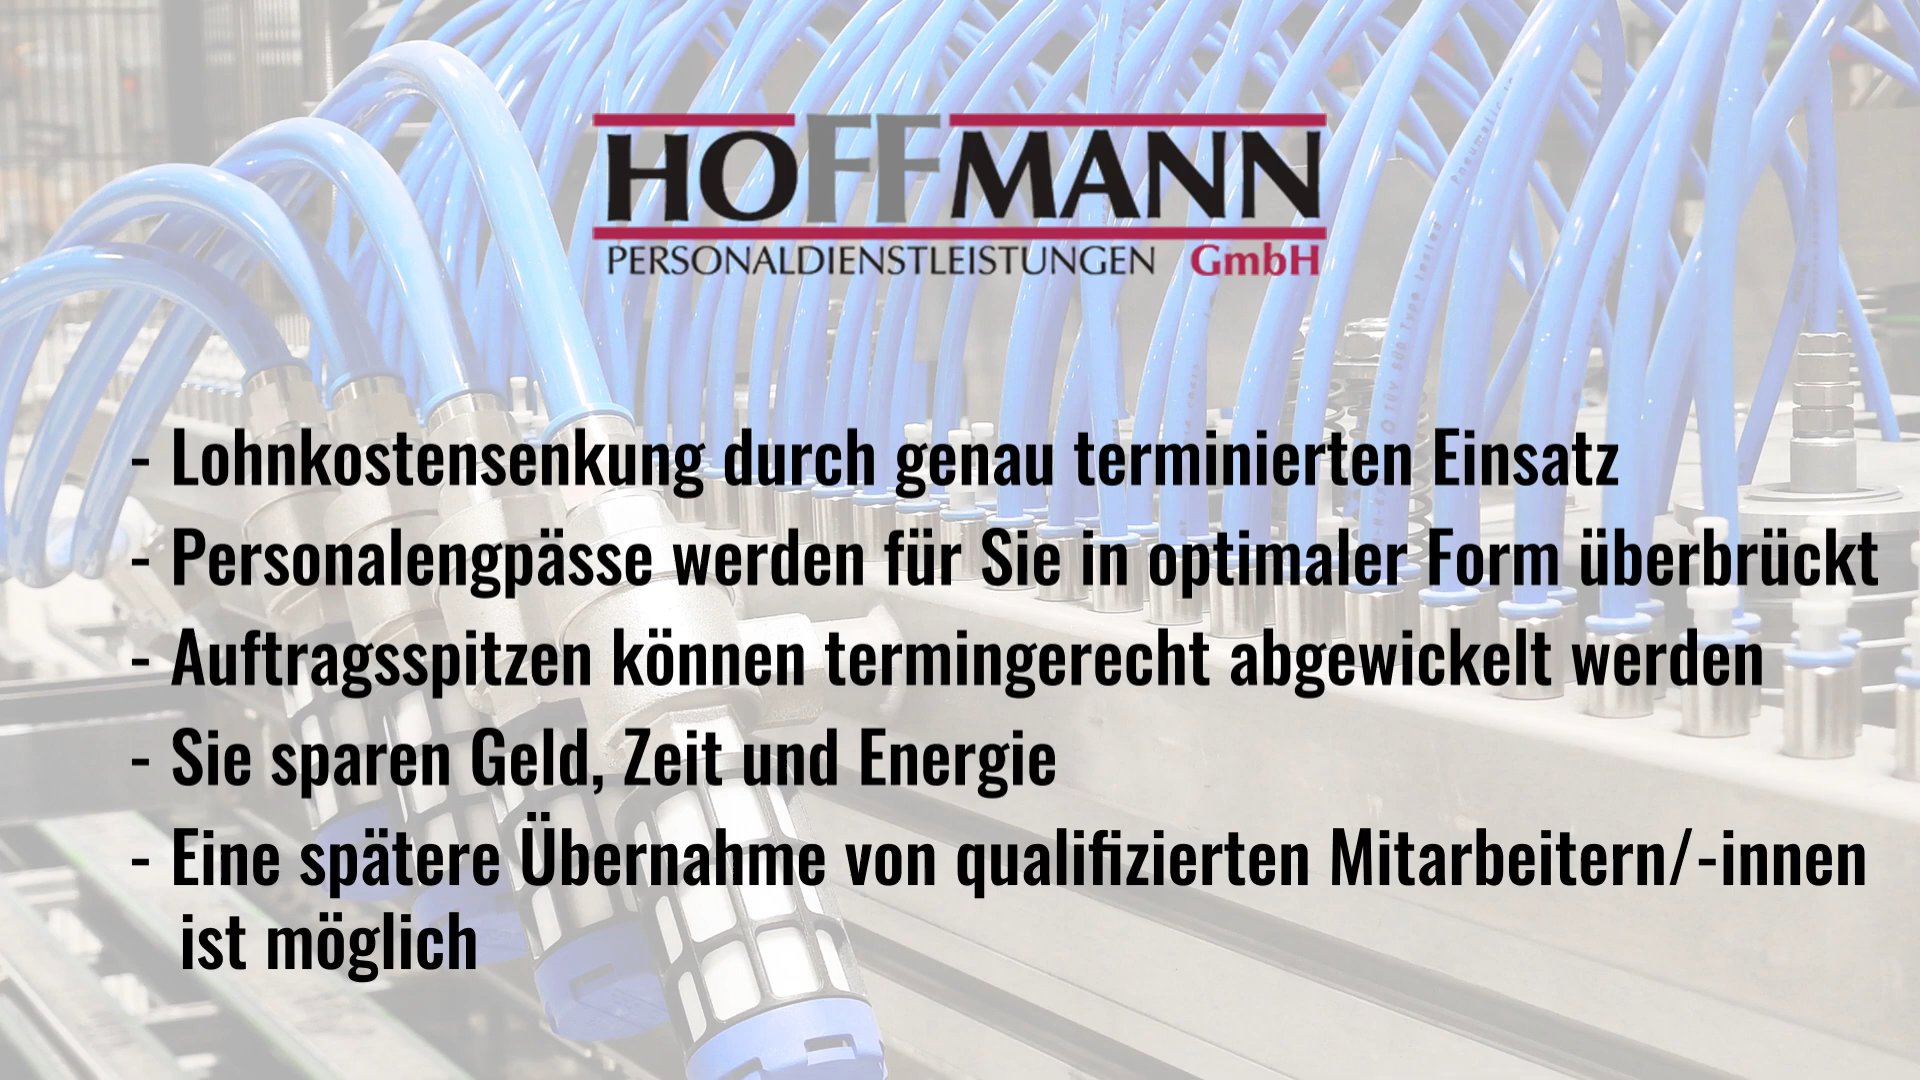 HOFFMANN
PERSONALDIENSTLEISTUNGEN GmbH
- Lohnkostensenkung durch genau terminierten Einsatz
- Personalengpässe werden für Sie in optimaler Form überbrückt
- Auftragsspitzen können termingerecht abgewickelt werden
- Sie sparen Geld, Zeit und Energie
- Eine spätere Übernahme von qualifizierten Mitarbeitern/-innen
ist möglich